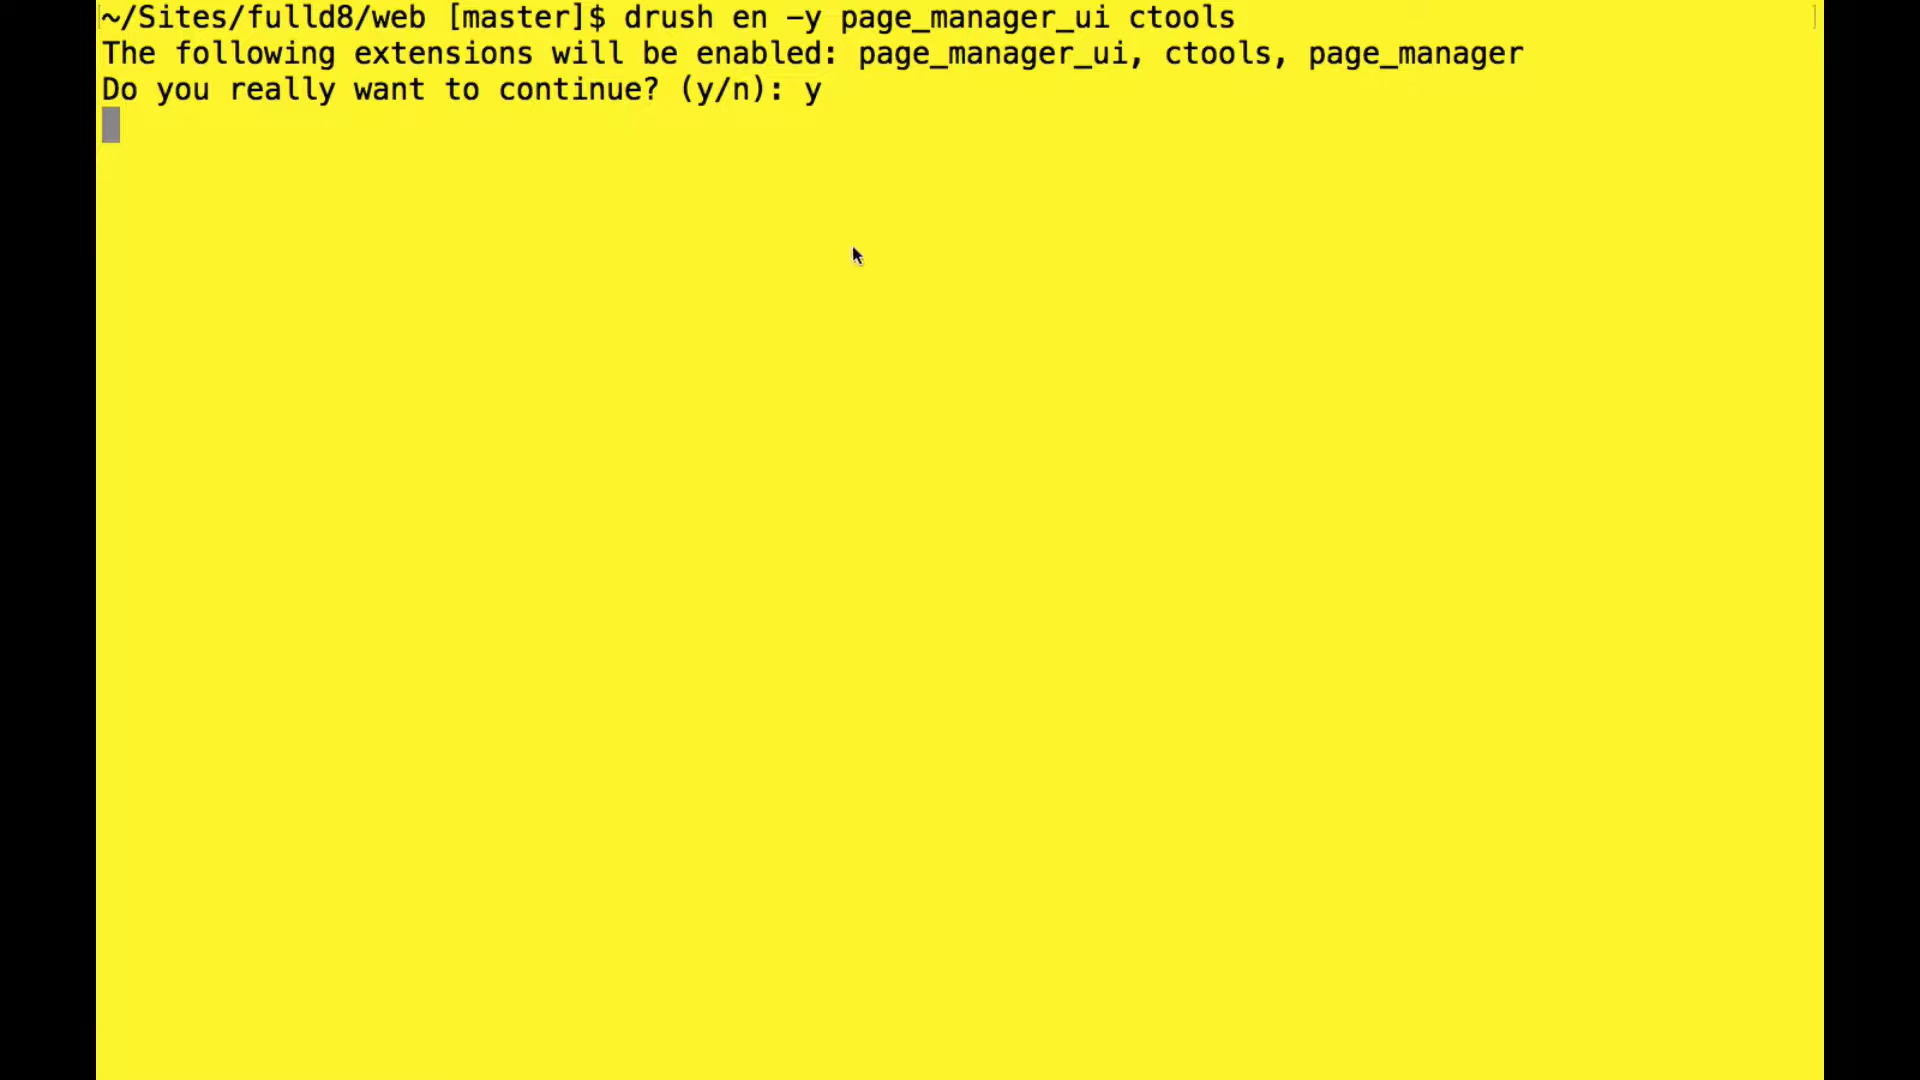 ~/Sites/fulld8/web [master]$ drush en -y page_manager_ui ctools
The following extensions will be enabled: page_manager_ui, ctools, page_manager
Do you really want to continue? (y/n): y